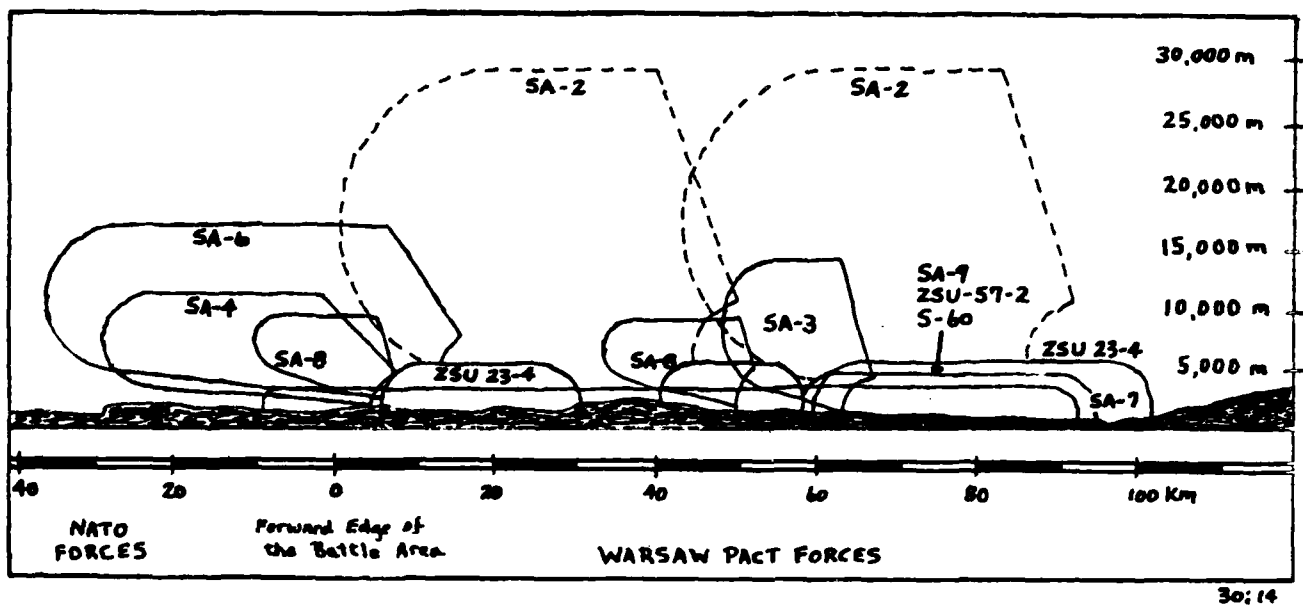 30,000 m
SA-2
SA-2
25,000 m
20,000 m
SA-6
15,000 m
SA-9
ZSU-57-2
S-60
SA-4
10,000 m
SA-3
SA-8
SA-8
ZSU 23-4
ZSU 23-4
5,000 m
SA-7
40
20
0
20
40
60
80
100 Km
NATO
FORCES
Forward Edge of
the Battle Area
WARSAW PACT FORCES
30;14